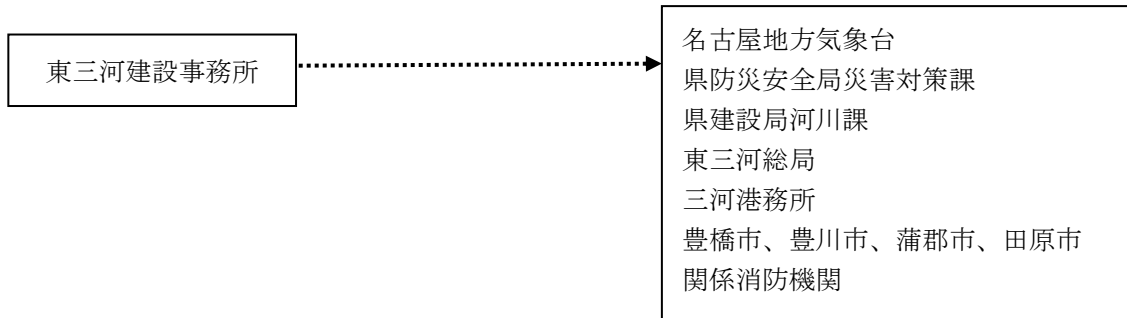 東三河建設事務所
名古屋地方気象台
県防災安全局災害対策課
県建設局河川課
東三河総局
三河港務所
豊橋市、豊川市、蒲郡市、田原市
関係消防機関